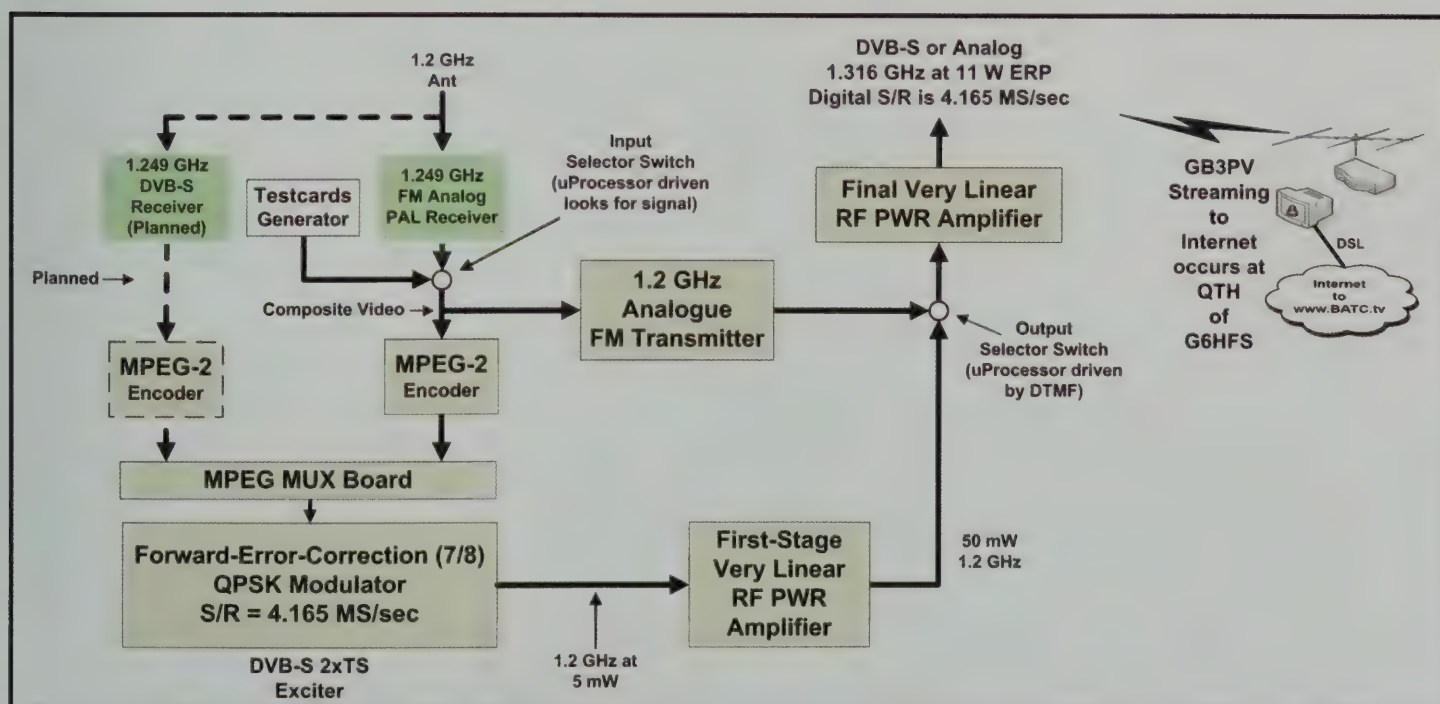 1.2 GHz
Ant
1.249 GHz
DVB-S
Receiver
(Planned)
Testcards
Generator
1.249 GHz
FM Analog
PAL Receiver
Input
Selector Switch
(uProcessor driven
looks for signal)
DVB-S or Analog
1.316 GHz at 11 W ERP
Digital S/R is 4.165 MS/sec
Final Very Linear
RF PWR Amplifier
GB3PV
Streaming
to
Internet
occurs at
QTH
of
G6HFS
DSL
Internet
to
www.BATC.tv
Planned
Composite Video
1.2 GHz
Analogue
FM Transmitter
Output
Selector Switch
(uProcessor driven
by DTMF)
MPEG-2
Encoder
MPEG-2
Encoder
MPEG MUX Board
Forward-Error-Correction (7/8)
QPSK Modulator
S/R = 4.165 MS/sec
DVB-S 2xTS
Exciter
1.2 GHz at
5 mW
First-Stage
Very Linear
RF PWR
Amplifier
50 mW
1.2 GHz